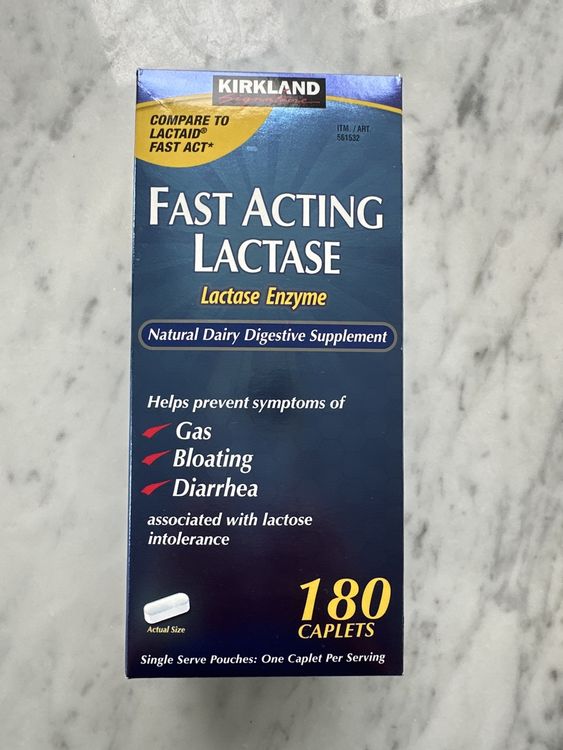 KIRKLAND
Signature
COMPARE TO
LACTAID®
FAST ACT*
ITM. / ART.
561532
FAST ACTING
LACTASE
Lactase Enzyme
Natural Dairy Digestive Supplement
Helps prevent symptoms of
Gas
Bloating
Diarrhea
associated with lactose
intolerance
Actual Size
180
CAPLETS
Single Serve Pouches: One Caplet Per Serving